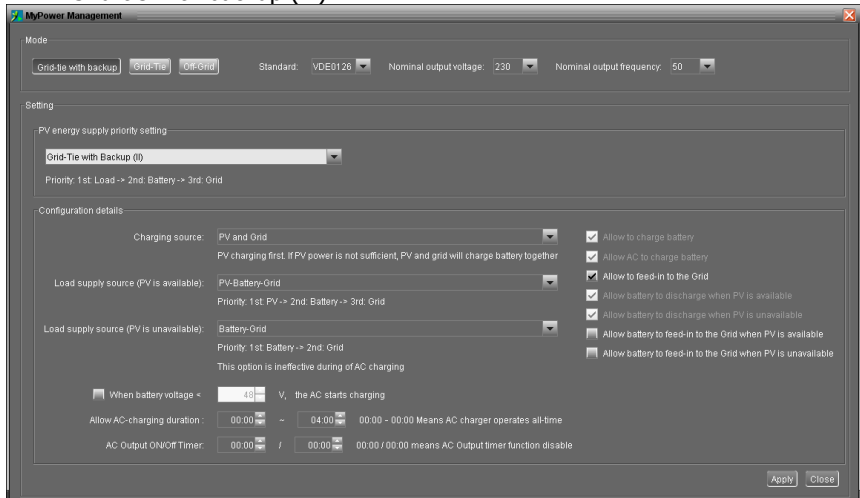 MyPower Management
Mode
Grid-tie with backup Grid-Tie Off-Grid Standard: VDE0126 Nominal output voltage: 230 Nominal output frequency: 50
Setting
PV energy supply priority setting
Grid-Tie with Backup (II)
Priority: 1st: Load -> 2nd: Battery -> 3rd: Grid
Configuration details
Charging source: PV and Grid
PV charging first. If PV power is not sufficient, PV and grid will charge battery together
Load supply source (PV is available): PV-Battery-Grid
Priority: 1st: PV -> 2nd: Battery -> 3rd: Grid
Load supply source (PV is unavailable): Battery-Grid
Priority: 1st: Battery -> 2nd: Grid
This option is ineffective during of AC charging
When battery voltage < 48 V, the AC starts charging
Allow AC-charging duration : 00:00 ~ 04:00 00:00 - 00:00 Means AC charger operates all-time
AC Output ON/Off Timer: 00:00 / 00:00 00:00 / 00:00 means AC Output timer function disable
Allow to charge battery
Allow AC to charge battery
Allow to feed-in to the Grid
Allow battery to discharge when PV is available
Allow battery to discharge when PV is unavailable
Allow battery to feed-in to the Grid when PV is available
Allow battery to feed-in to the Grid when PV is unavailable
Apply Close